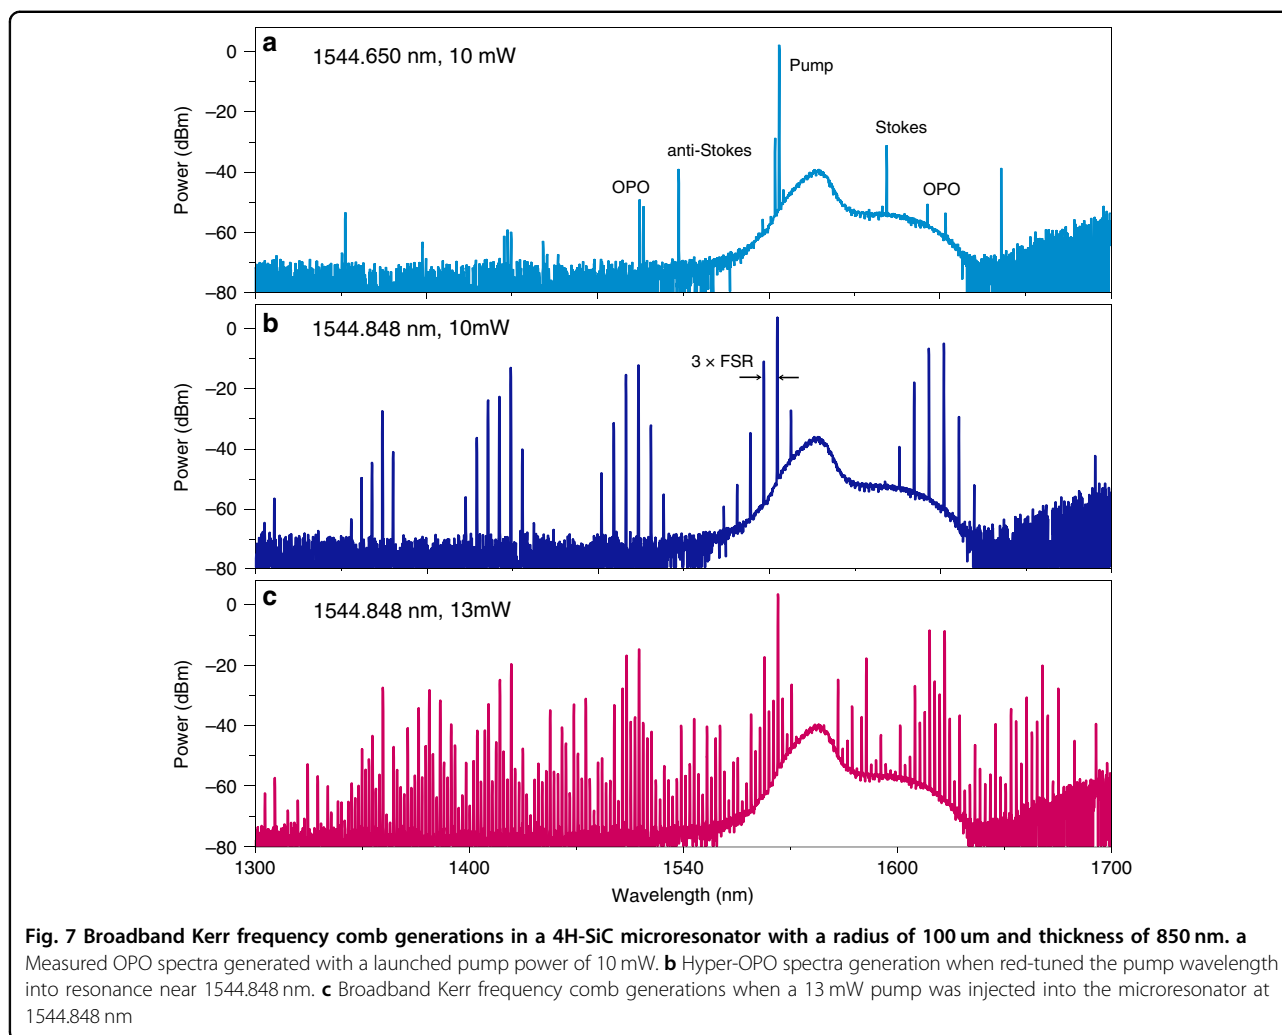 a
1544.650 nm, 10 mW
Pump
anti-Stokes
Stokes
OPO
OPO
Power (dBm)
0
−20
−40
−60
−80
b
1544.848 nm, 10mW
3 × FSR
Power (dBm)
0
−20
−40
−60
−80
c
1544.848 nm, 13mW
Power (dBm)
0
−20
−40
−60
−80
1300 1400 1540 1600 1700
Wavelength (nm)
Fig. 7 Broadband Kerr frequency comb generations in a 4H-SiC microresonator with a radius of 100 um and thickness of 850 nm. a
Measured OPO spectra generated with a launched pump power of 10 mW. b Hyper-OPO spectra generation when red-tuned the pump wavelength
into resonance near 1544.848 nm. c Broadband Kerr frequency comb generations when a 13 mW pump was injected into the microresonator at
1544.848 nm